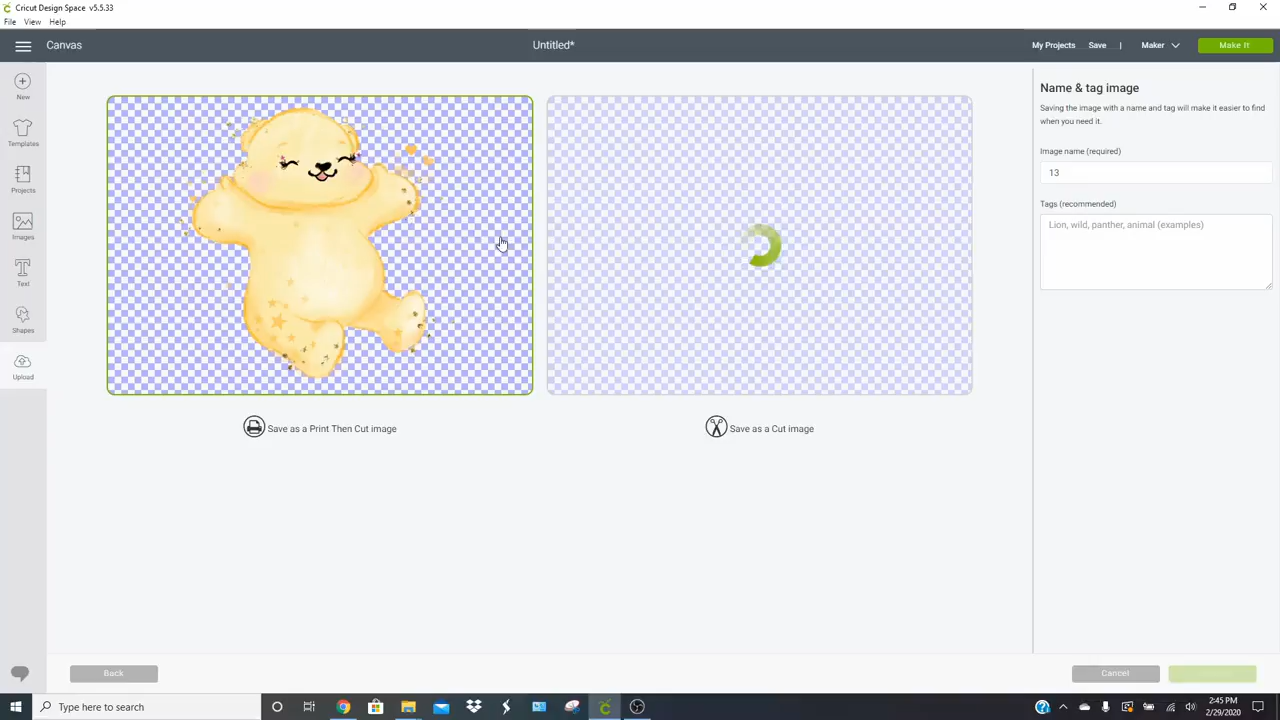 Cricut Design Space v5.5.33
File View Help
Canvas
Untitled*
My Projects Save | Maker Make It
New
Templates
Projects
Images
Text
Shapes
Upload
Save as a Print Then Cut image
Save as a Cut image
Name & tag image
Saving the image with a name and tag will make it easier to find
when you need it.
Image name (required)
13
Tags (recommended)
Lion, wild, panther, animal (examples)
Back
Cancel
Type here to search
2:45 PM
2/29/2020